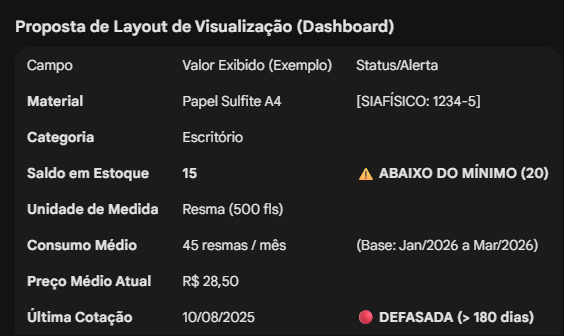 Proposta de Layout de Visualização (Dashboard)
Campo Valor Exibido (Exemplo) Status/Alerta
Material Papel Sulfite A4 [SIAFÍSICO: 1234-5]
Categoria Escritório
Saldo em Estoque 15 ⚠️ ABAIXO DO MÍNIMO (20)
Unidade de Medida Resma (500 fls)
Consumo Médio 45 resmas / mês (Base: Jan/2026 a Mar/2026)
Preço Médio Atual R$ 28,50
Última Cotação 10/08/2025 🔴 DEFASADA (> 180 dias)